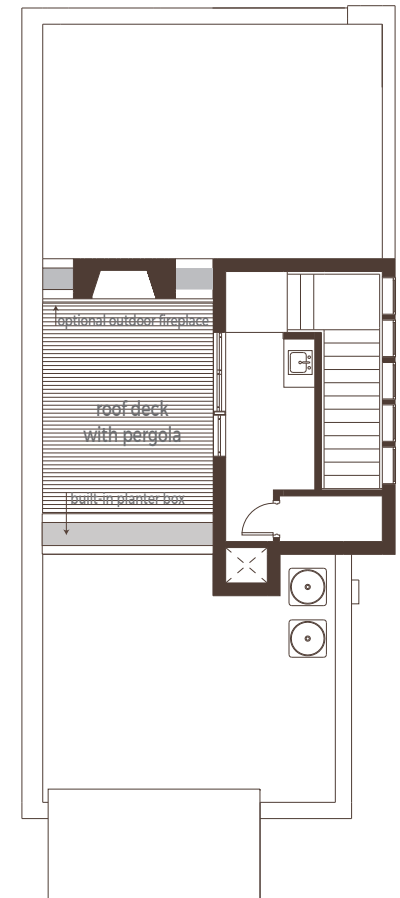 optional outdoor fireplace
roof deck
with pergola
built-in planter box